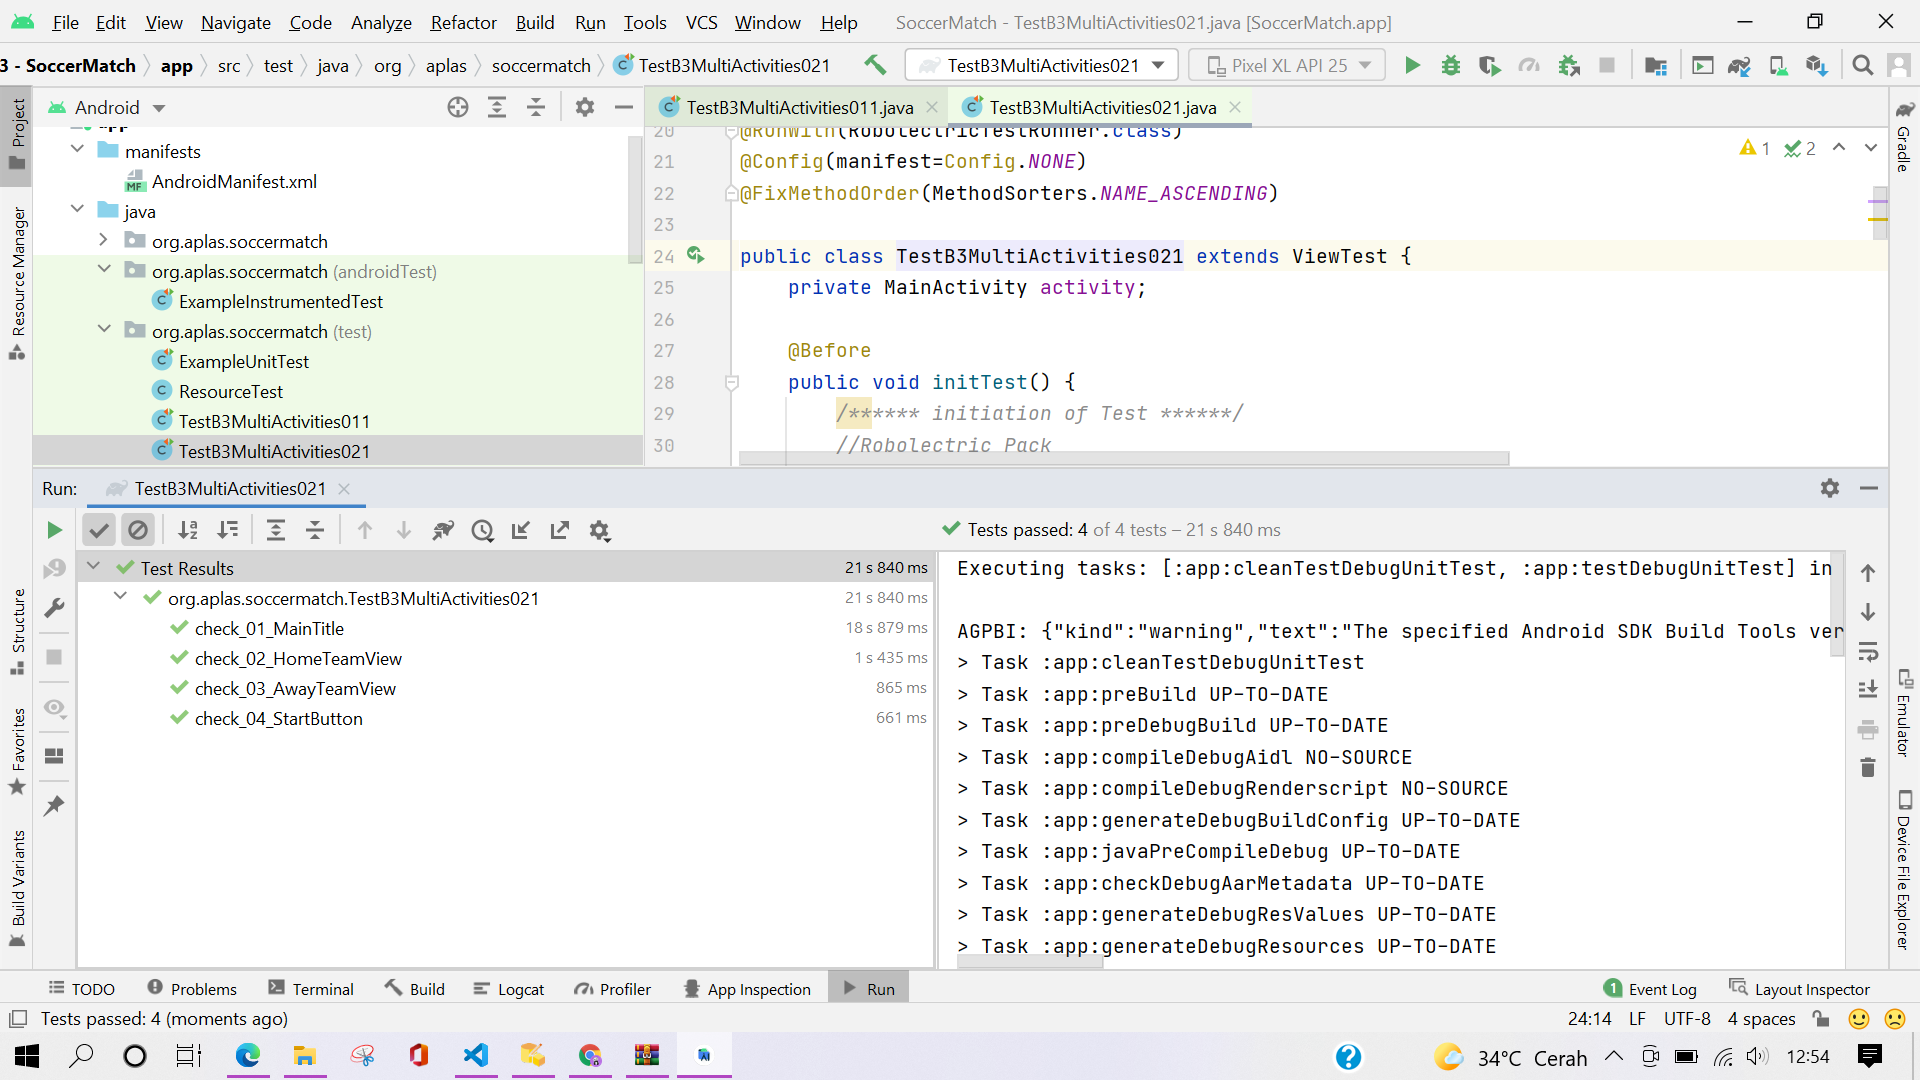 File Edit View Navigate Code Analyze Refactor Build Run Tools VCS Window Help SoccerMatch - TestB3MultiActivities021.java [SoccerMatch.app]
3 - SoccerMatch app src test java org aplas soccermatch TestB3MultiActivities021 TestB3MultiActivities021 Pixel XL API 25
Android
TestB3MultiActivities011.java TestB3MultiActivities021.java
app
manifests
AndroidManifest.xml
java
org.aplas.soccermatch
org.aplas.soccermatch (androidTest)
ExampleInstrumentedTest
org.aplas.soccermatch (test)
ExampleUnitTest
ResourceTest
TestB3MultiActivities011
TestB3MultiActivities021
20 @RunWith(RobolectricTestRunner.class)
21 @Config(manifest=Config.NONE)
22 @FixMethodOrder(MethodSorters.NAME_ASCENDING)
23
24 public class TestB3MultiActivities021 extends ViewTest {
25 private MainActivity activity;
26
27 @Before
28 public void initTest() {
29 /****** initiation of Test ******/
30 //Robolectric Pack
1 2
Project
Resource Manager
Structure
Favorites
Build Variants
Gradle
Emulator
Device File Explorer
Run: TestB3MultiActivities021
Tests passed: 4 of 4 tests – 21 s 840 ms
Test Results 21 s 840 ms
org.aplas.soccermatch.TestB3MultiActivities021 21 s 840 ms
check_01_MainTitle 18 s 879 ms
check_02_HomeTeamView 1 s 435 ms
check_03_AwayTeamView 865 ms
check_04_StartButton 661 ms
Executing tasks: [:app:cleanTestDebugUnitTest, :app:testDebugUnitTest] in
AGPBI: {"kind":"warning","text":"The specified Android SDK Build Tools ver
> Task :app:cleanTestDebugUnitTest
> Task :app:preBuild UP-TO-DATE
> Task :app:preDebugBuild UP-TO-DATE
> Task :app:compileDebugAidl NO-SOURCE
> Task :app:compileDebugRenderscript NO-SOURCE
> Task :app:generateDebugBuildConfig UP-TO-DATE
> Task :app:javaPreCompileDebug UP-TO-DATE
> Task :app:checkDebugAarMetadata UP-TO-DATE
> Task :app:generateDebugResValues UP-TO-DATE
> Task :app:generateDebugResources UP-TO-DATE
TODO Problems Terminal Build Logcat Profiler App Inspection Run 1 Event Log Layout Inspector
Tests passed: 4 (moments ago) 24:14 LF UTF-8 4 spaces
34°C Cerah 12:54